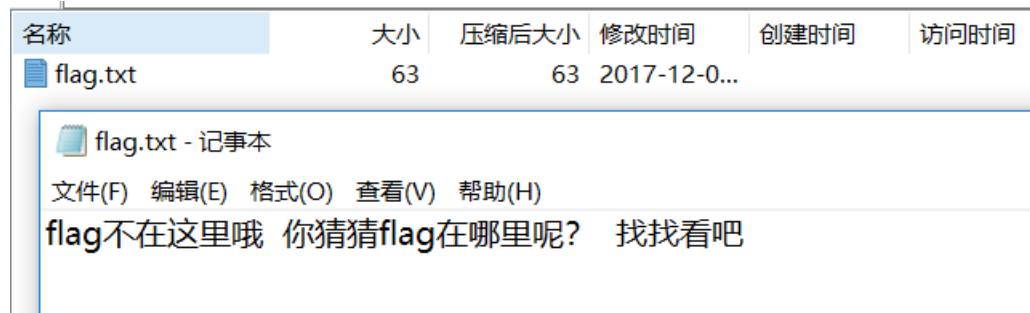 名称 大小 压缩后大小 修改时间 创建时间 访问时间
flag.txt 63 63 2017-12-0...
flag.txt - 记事本
文件(F) 编辑(E) 格式(O) 查看(V) 帮助(H)
flag不在这里哦 你猜猜flag在哪里呢? 找找看吧